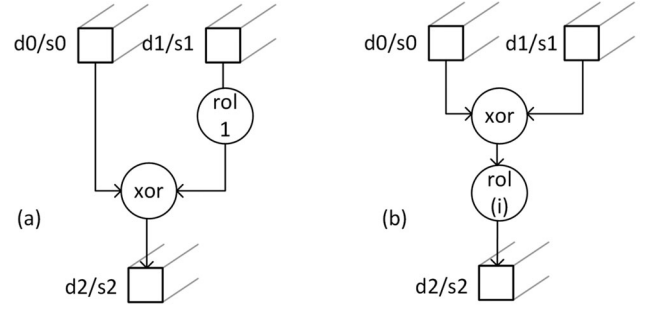 d0/s0
d1/s1
rol
1
xor
(a)
d2/s2
d0/s0
d1/s1
xor
rol
(i)
(b)
d2/s2